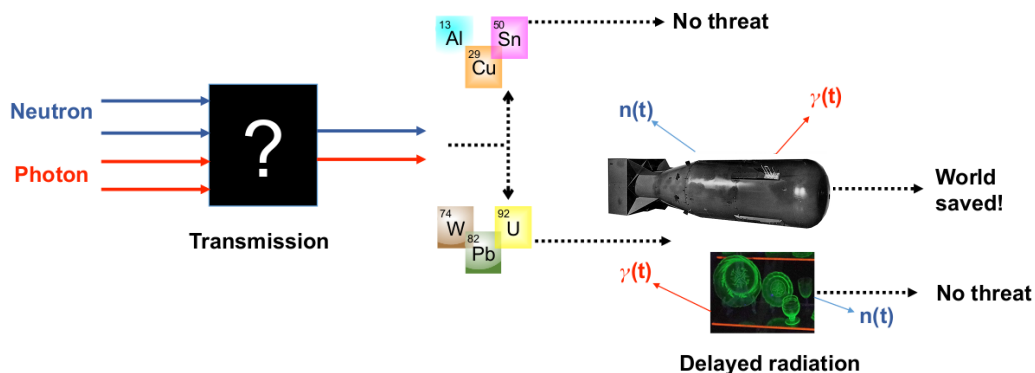 Neutron
Photon
?
Transmission
13
Al
50
Sn
29
Cu
No threat
74
W
92
U
82
Pb
n(t)
γ(t)
World
saved!
γ(t)
n(t)
No threat
Delayed radiation